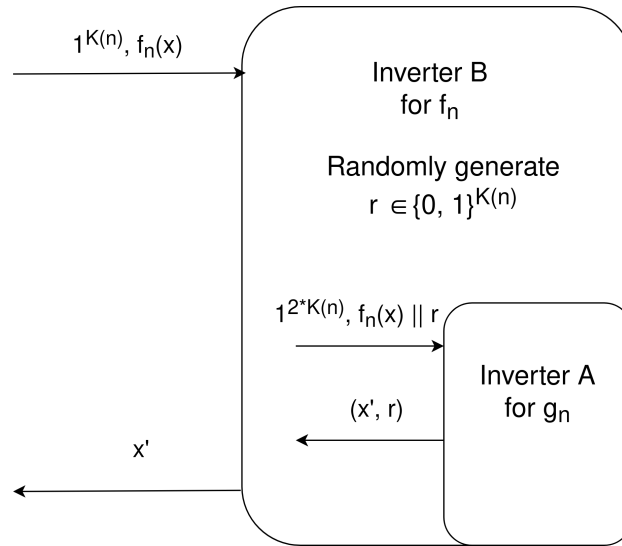 1^K(n), f_n(x)
Inverter B
for f_n
Randomly generate
r ∈ {0, 1}^K(n)
1^2*K(n), f_n(x) || r
Inverter A
for g_n
(x', r)
x'